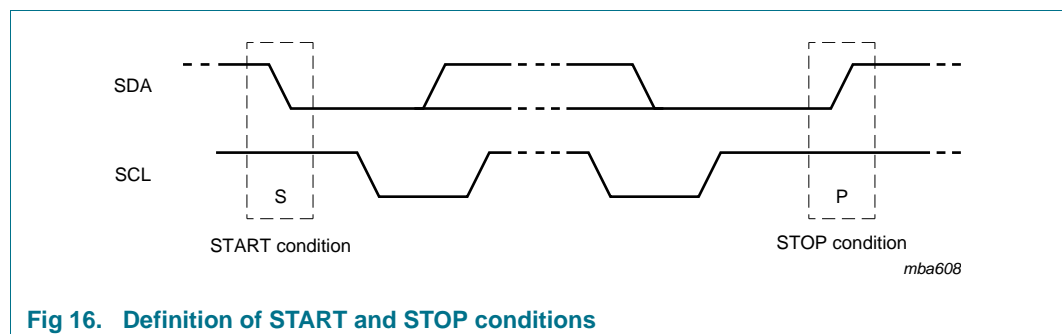 SDA
SCL
S
P
START condition
STOP condition
mba608
Fig 16. Definition of START and STOP conditions